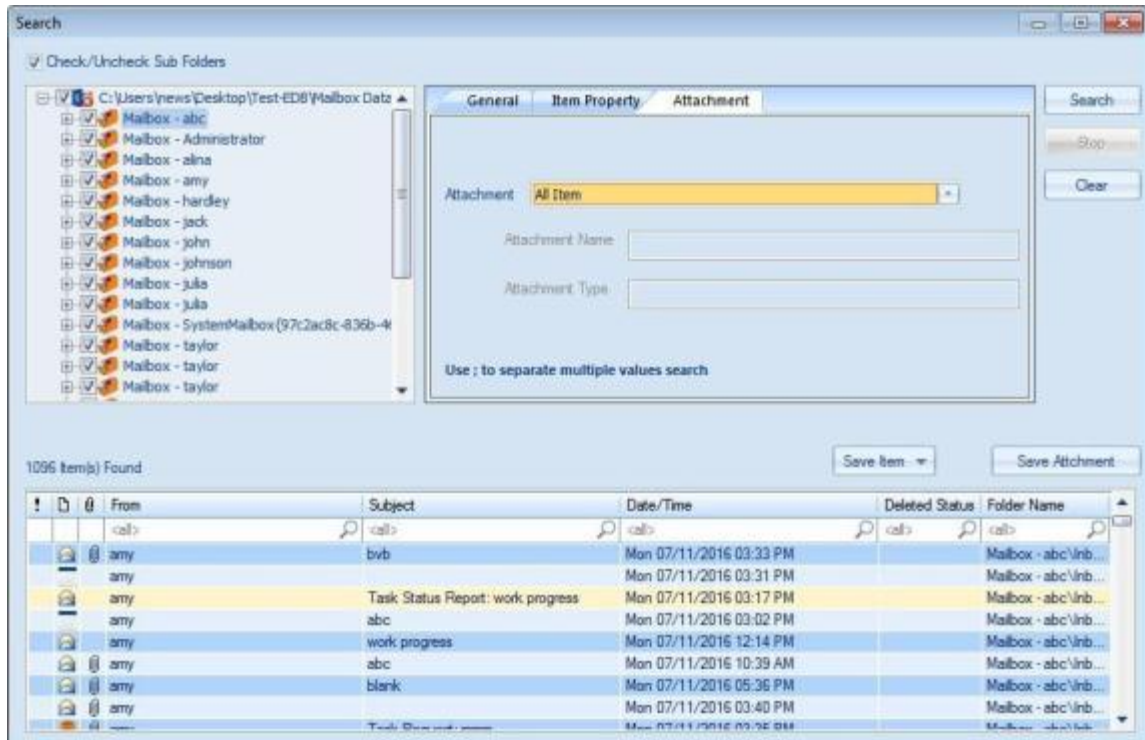 Search
Check/Uncheck Sub Folders
C:\Users\news\Desktop\Test-EDB\Mailbox Data
Mailbox - abc
Mailbox - Administrator
Mailbox - alina
Mailbox - amy
Mailbox - hardley
Mailbox - jack
Mailbox - john
Mailbox - johnson
Mailbox - julia
Mailbox - julia
Mailbox - SystemMailbox{97c2ac8c-836b-4
Mailbox - taylor
Mailbox - taylor
Mailbox - taylor
General Item Property Attachment
Attachment All Item
Attachment Name
Attachment Type
Use ; to separate multiple values search
Search
Stop
Clear
1096 Item(s) Found
Save Item Save Attchment
! From Subject Date/Time Deleted Status Folder Name
<all> <all> <all> <all> <all>
amy bvb Mon 07/11/2016 03:33 PM Mailbox - abc\Inb...
amy Mon 07/11/2016 03:31 PM Mailbox - abc\Inb...
amy Task Status Report: work progress Mon 07/11/2016 03:17 PM Mailbox - abc\Inb...
amy abc Mon 07/11/2016 03:02 PM Mailbox - abc\Inb...
amy work progress Mon 07/11/2016 12:14 PM Mailbox - abc\Inb...
amy abc Mon 07/11/2016 10:39 AM Mailbox - abc\Inb...
amy blank Mon 07/11/2016 05:36 PM Mailbox - abc\Inb...
amy Mon 07/11/2016 03:40 PM Mailbox - abc\Inb...